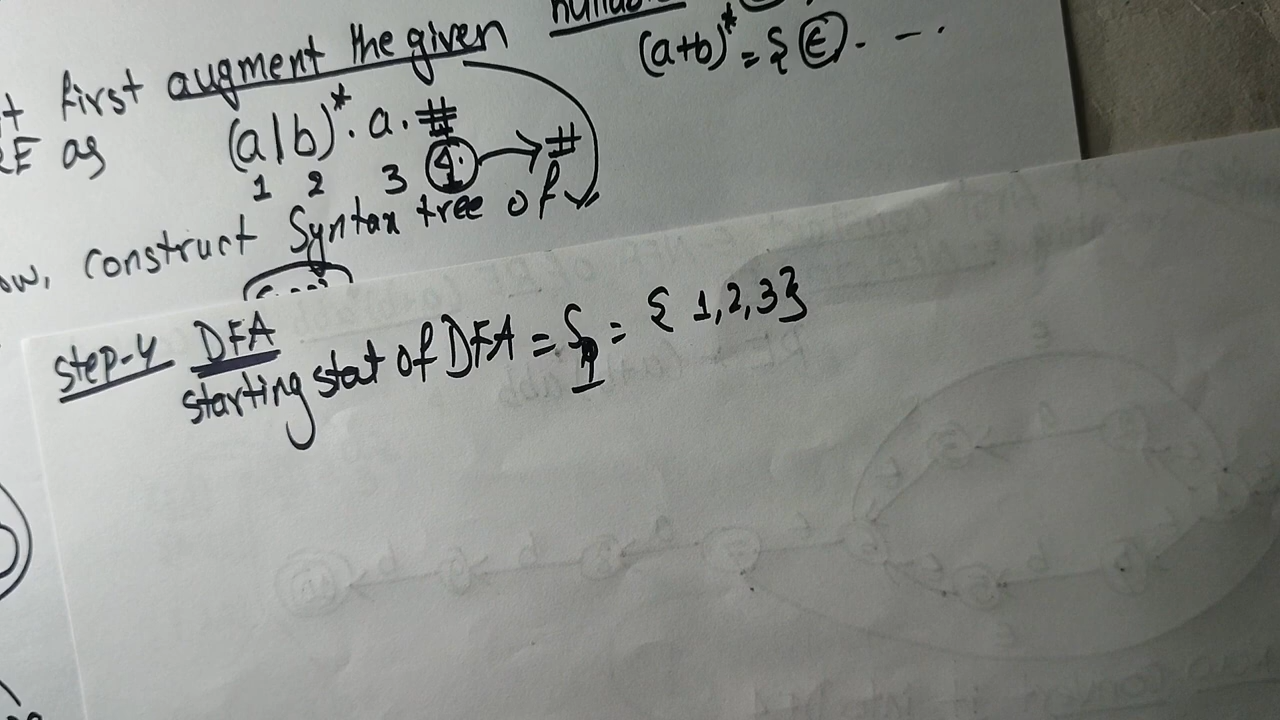 first augment the given
(a+b)* = { ∈ . - ..
RE as (a|b)*. a. #
1 2 3 4 → #
construct Syntax tree of
step-4 DFA
starting stat of DFA = S1 = { 1,2,3}